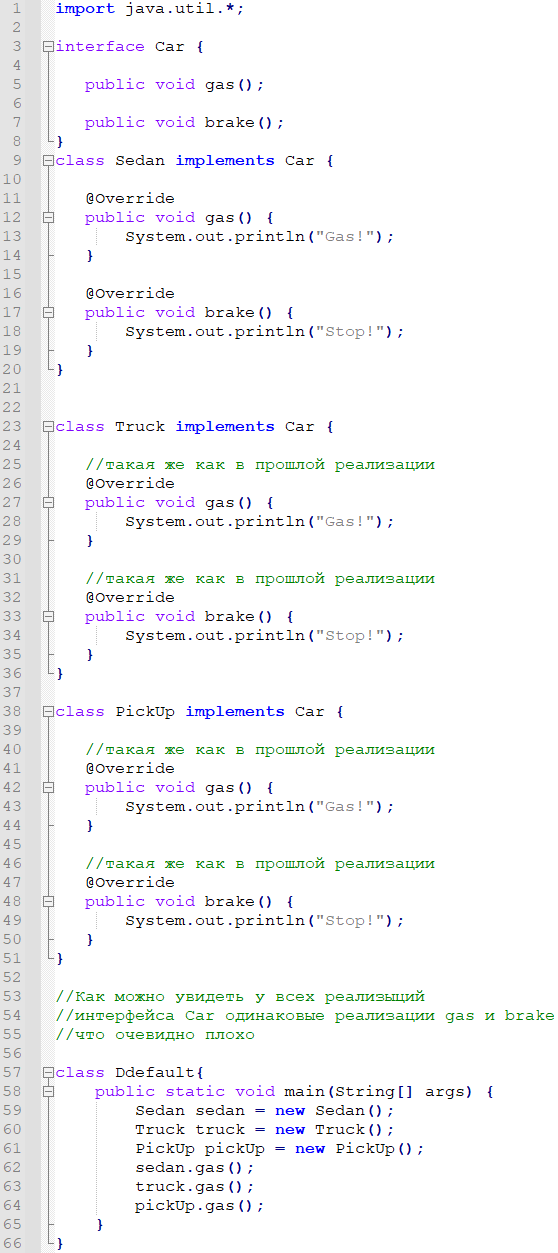 1 import java.util.*;
2
3 interface Car {
4
5 public void gas();
6
7 public void brake();
8 }
9 class Sedan implements Car {
10
11 @Override
12 public void gas() {
13 System.out.println("Gas!");
14 }
15
16 @Override
17 public void brake() {
18 System.out.println("Stop!");
19 }
20 }
21
22
23 class Truck implements Car {
24
25 //такая же как в прошлой реализации
26 @Override
27 public void gas() {
28 System.out.println("Gas!");
29 }
30
31 //такая же как в прошлой реализации
32 @Override
33 public void brake() {
34 System.out.println("Stop!");
35 }
36 }
37
38 class PickUp implements Car {
39
40 //такая же как в прошлой реализации
41 @Override
42 public void gas() {
43 System.out.println("Gas!");
44 }
45
46 //такая же как в прошлой реализации
47 @Override
48 public void brake() {
49 System.out.println("Stop!");
50 }
51 }
52
53 //Как можно увидеть у всех реализыций
54 //интерфейса Car одинаковые реализации gas и brake
55 //что очевидно плохо
56
57 class Ddefault{
58 public static void main(String[] args) {
59 Sedan sedan = new Sedan();
60 Truck truck = new Truck();
61 PickUp pickUp = new PickUp();
62 sedan.gas();
63 truck.gas();
64 pickUp.gas();
65 }
66 }